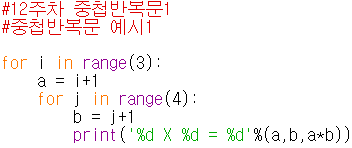 #12주차 중첩반복문1
#중첩반복문 예시1

for i in range(3):
    a = i+1
    for j in range(4):
        b = j+1
        print('%d X %d = %d'%(a,b,a*b))